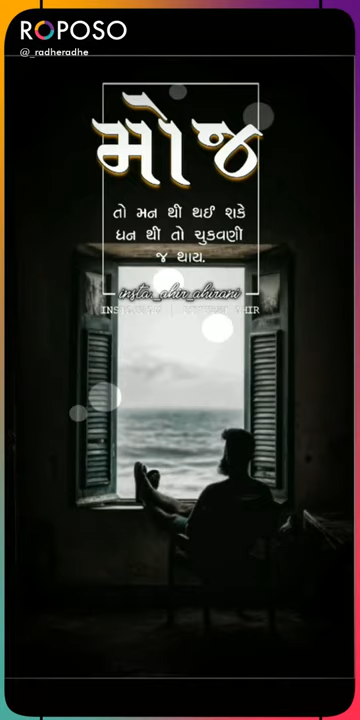 ROPOSO
@_radheradhe
મોજ
તો મન થી થઈ શકે
ધન થી તો ચુકવણી
જ થાય.
insta_ahir_ahirani